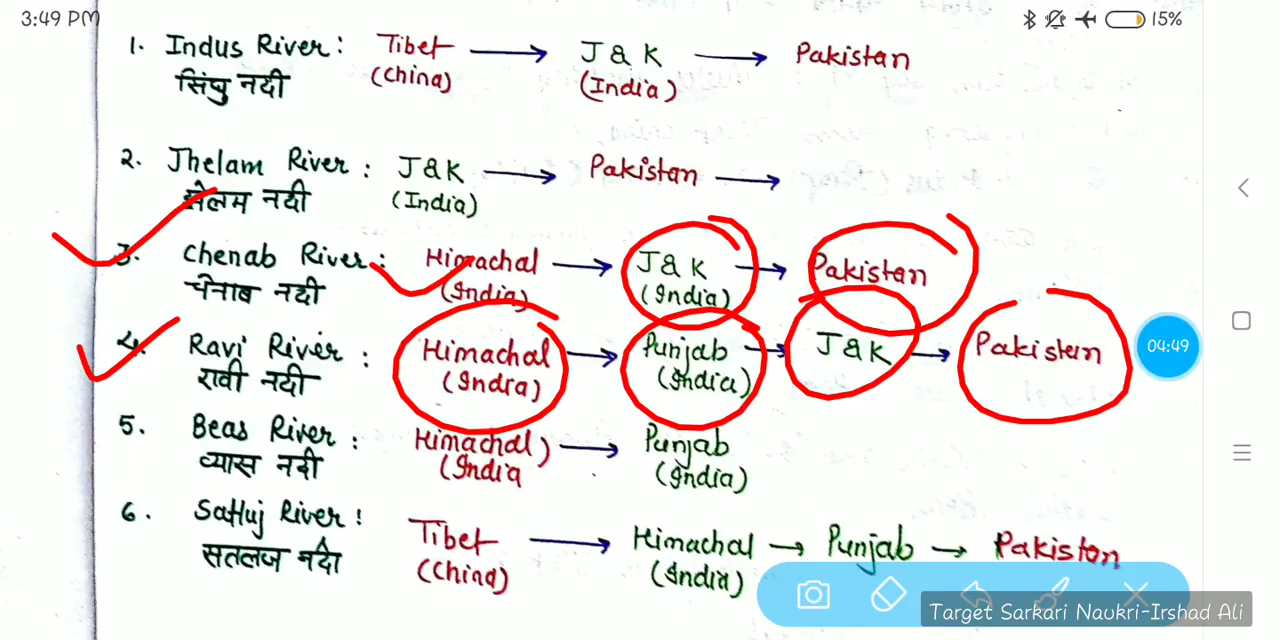 3:49 PM 15%
1. Indus River: Tibet → J & K → Pakistan
सिंधु नदी (China) (India)
2. Jhelam River: J & K → Pakistan →
झेलम नदी (India)
3. Chenab River: Himachal → J & K → Pakistan
चेनाब नदी (India) (India)
4. Ravi River: Himachal → Punjab → J & K → Pakistan
रावी नदी (India) (India)
04:49
5. Beas River: Himachal) → Punjab
व्यास नदी (India (India)
6. Satluj River: Tibet → Himachal → Punjab → Pakistan
सतलज नदी (China) (India)
Target Sarkari Naukri-Irshad Ali